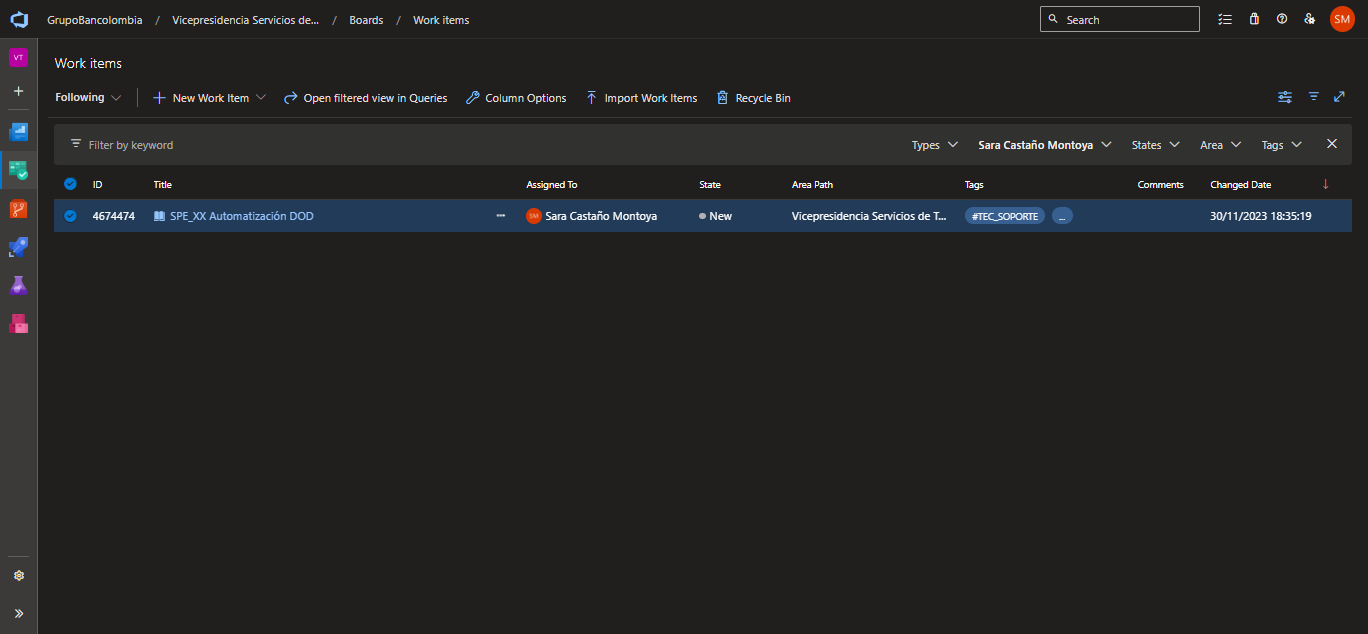 GrupoBancolombia / Vicepresidencia Servicios de... / Boards / Work items
Search
SM
VT
Work items
Following
New Work Item
Open filtered view in Queries
Column Options
Import Work Items
Recycle Bin
Filter by keyword
Types
Sara Castaño Montoya
States
Area
Tags
ID Title Assigned To State Area Path Tags Comments Changed Date
4674474 SPE_XX Automatización DOD ... SM Sara Castaño Montoya New Vicepresidencia Servicios de T... #TEC_SOPORTE ... 30/11/2023 18:35:19